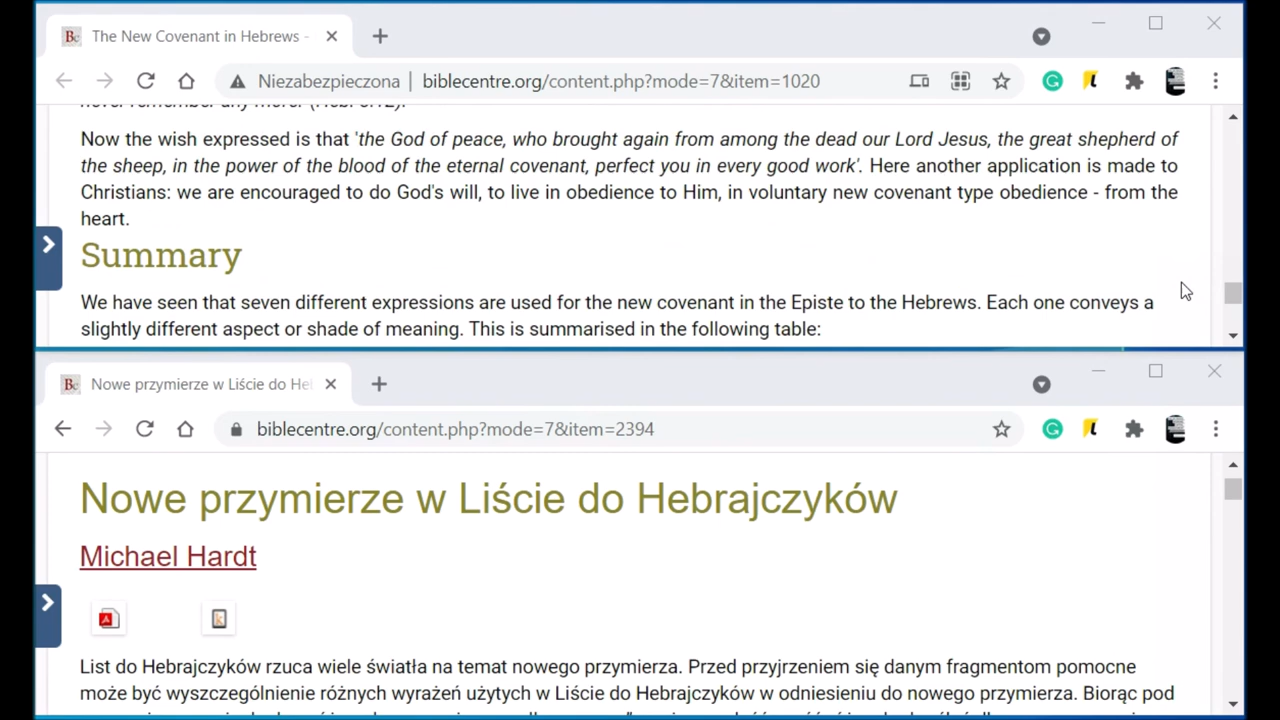 The New Covenant in Hebrews -
Niezabezpieczona | biblecentre.org/content.php?mode=7&item=1020
never remember any more' (Heb. 8:12).
Now the wish expressed is that 'the God of peace, who brought again from among the dead our Lord Jesus, the great shepherd of
the sheep, in the power of the blood of the eternal covenant, perfect you in every good work'. Here another application is made to
Christians: we are encouraged to do God's will, to live in obedience to Him, in voluntary new covenant type obedience - from the
heart.
Summary
We have seen that seven different expressions are used for the new covenant in the Episte to the Hebrews. Each one conveys a
slightly different aspect or shade of meaning. This is summarised in the following table:
Nowe przymierze w Liście do He
biblecentre.org/content.php?mode=7&item=2394
Nowe przymierze w Liście do Hebrajczyków
Michael Hardt
List do Hebrajczyków rzuca wiele światła na temat nowego przymierza. Przed przyjrzeniem się danym fragmentom pomocne
może być wyszczególnienie różnych wyrażeń użytych w Liście do Hebrajczyków w odniesieniu do nowego przymierza. Biorąc pod